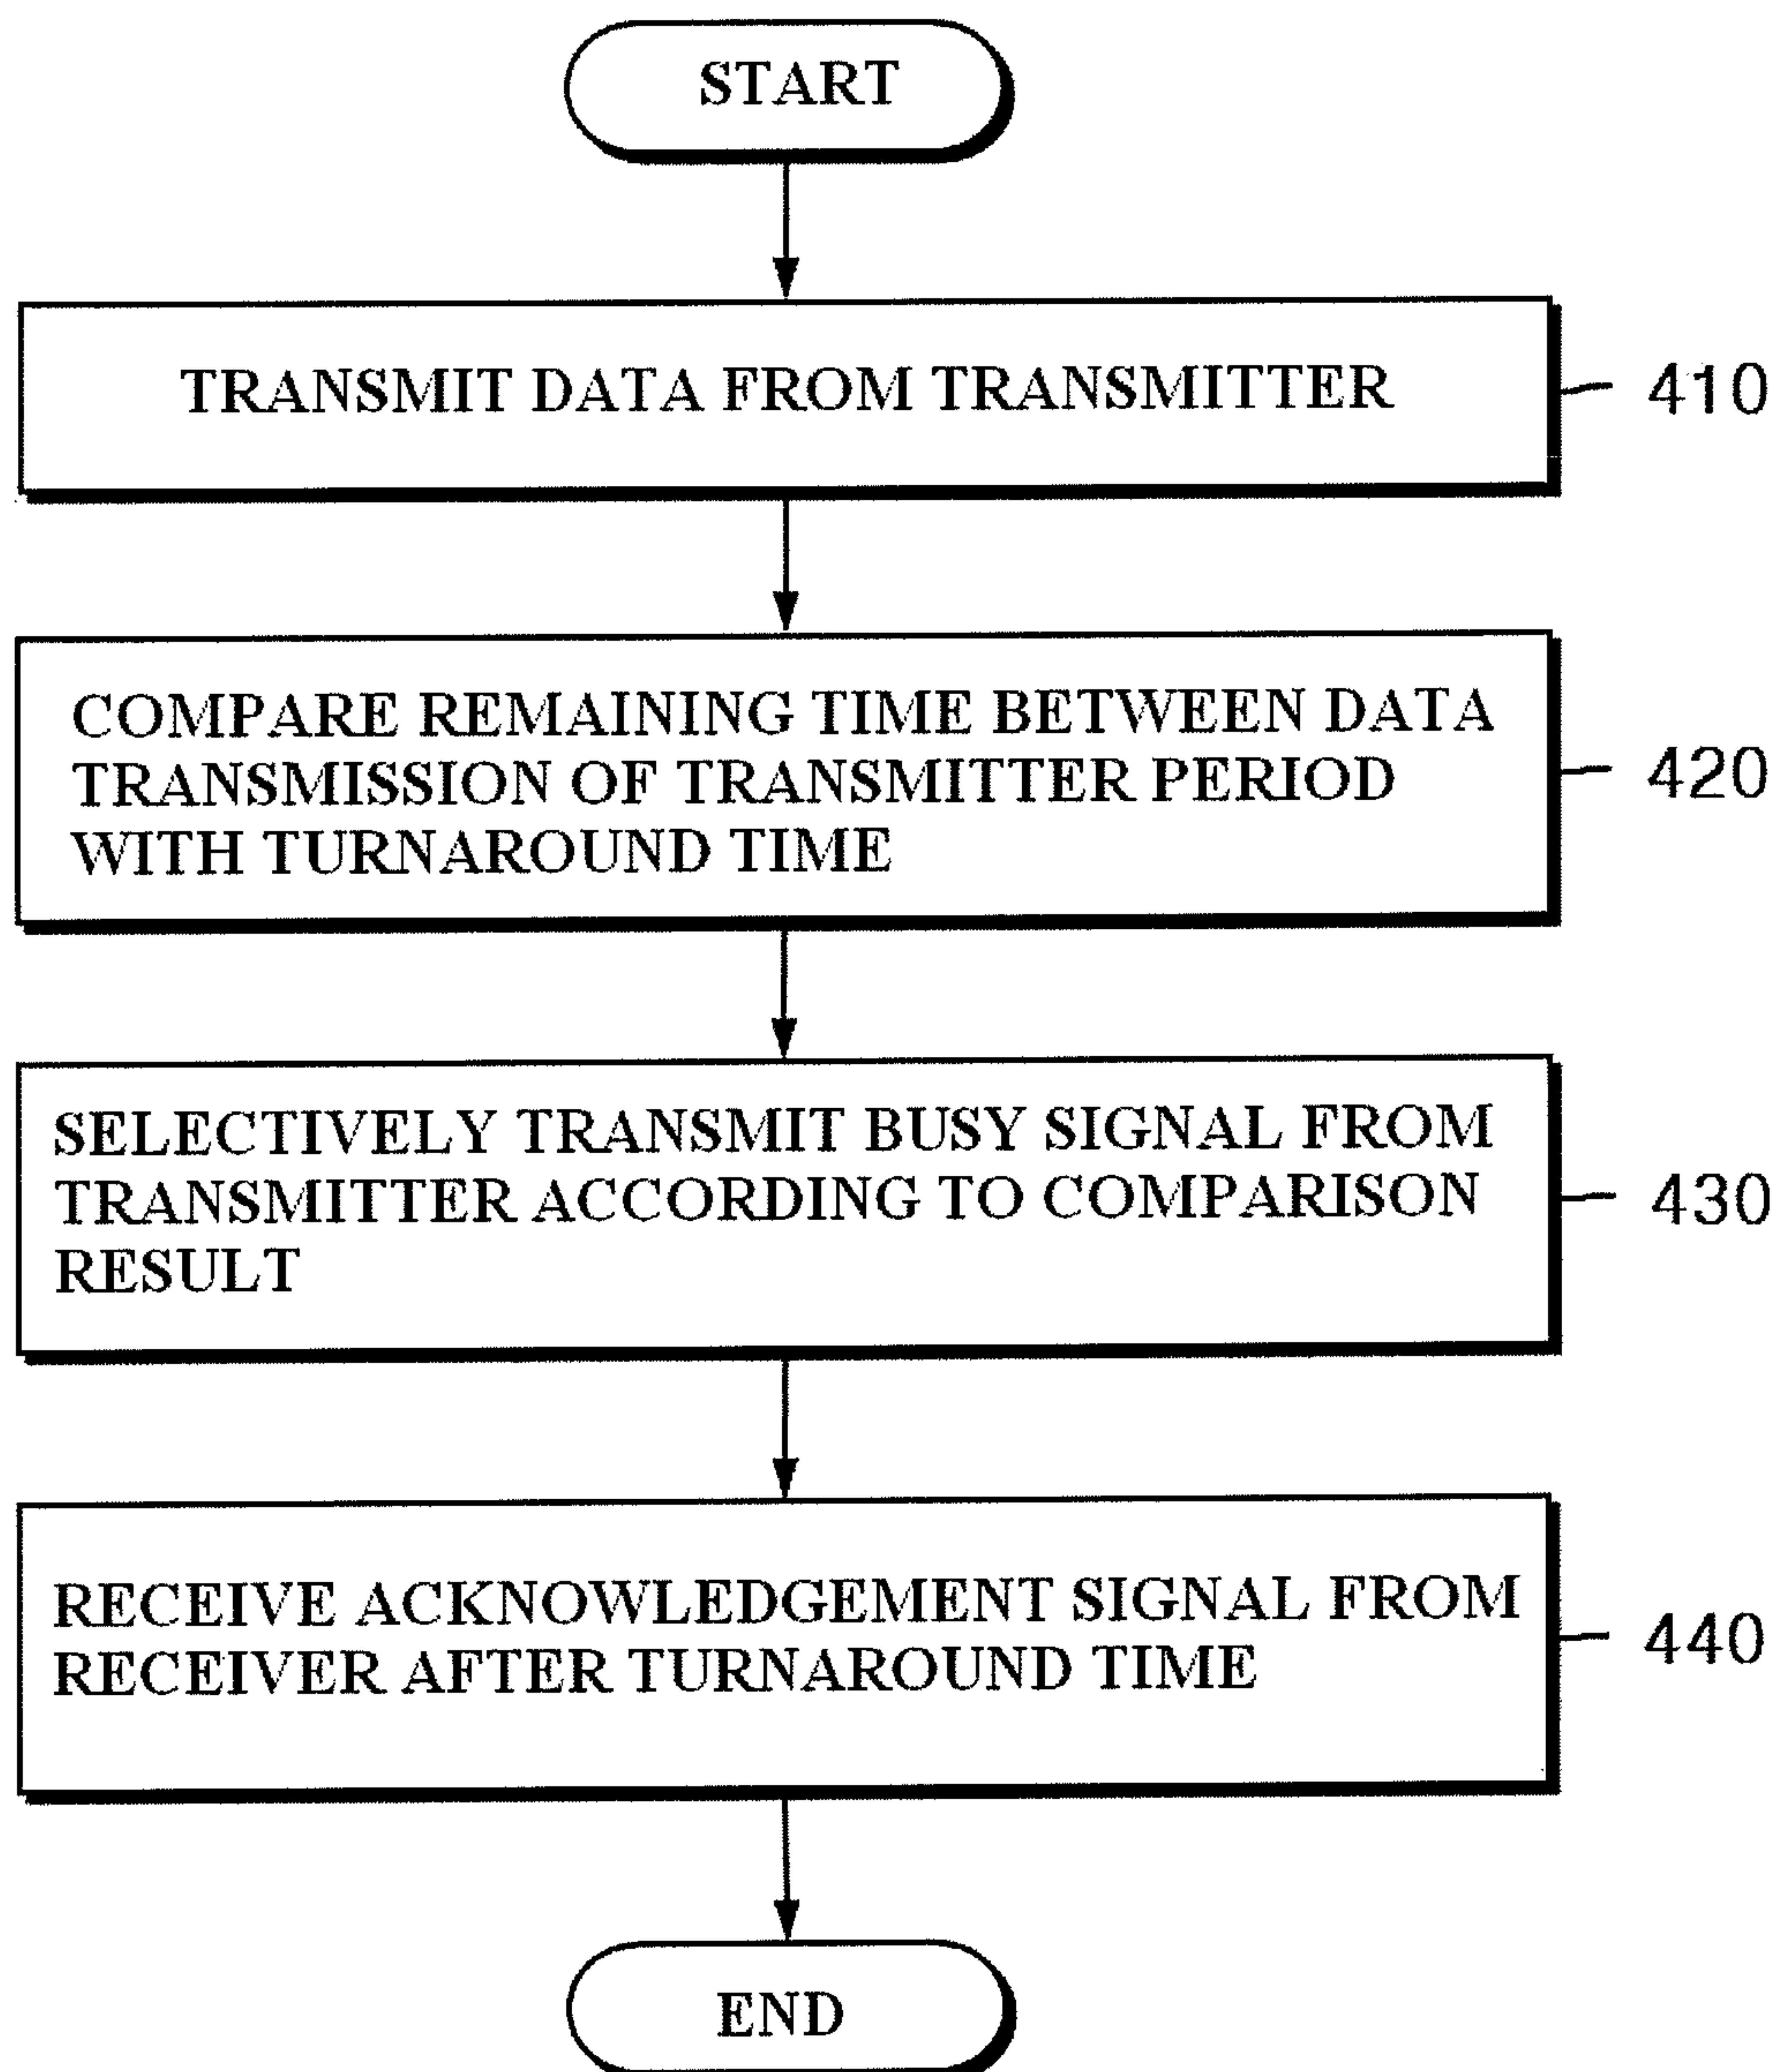 START
TRANSMIT DATA FROM TRANSMITTER
410
COMPARE REMAINING TIME BETWEEN DATA
TRANSMISSION OF TRANSMITTER PERIOD
WITH TURNAROUND TIME
420
SELECTIVELY TRANSMIT BUSY SIGNAL FROM
TRANSMITTER ACCORDING TO COMPARISON
RESULT
430
RECEIVE ACKNOWLEDGEMENT SIGNAL FROM
RECEIVER AFTER TURNAROUND TIME
440
END